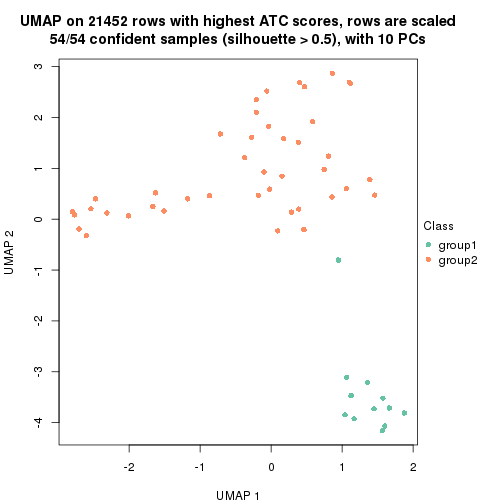 UMAP on 21452 rows with highest ATC scores, rows are scaled
54/54 confident samples (silhouette > 0.5), with 10 PCs
3
2
1
0
-1
-2
-3
-4
UMAP 2
-2
-1
0
1
2
UMAP 1
Class
group1
group2